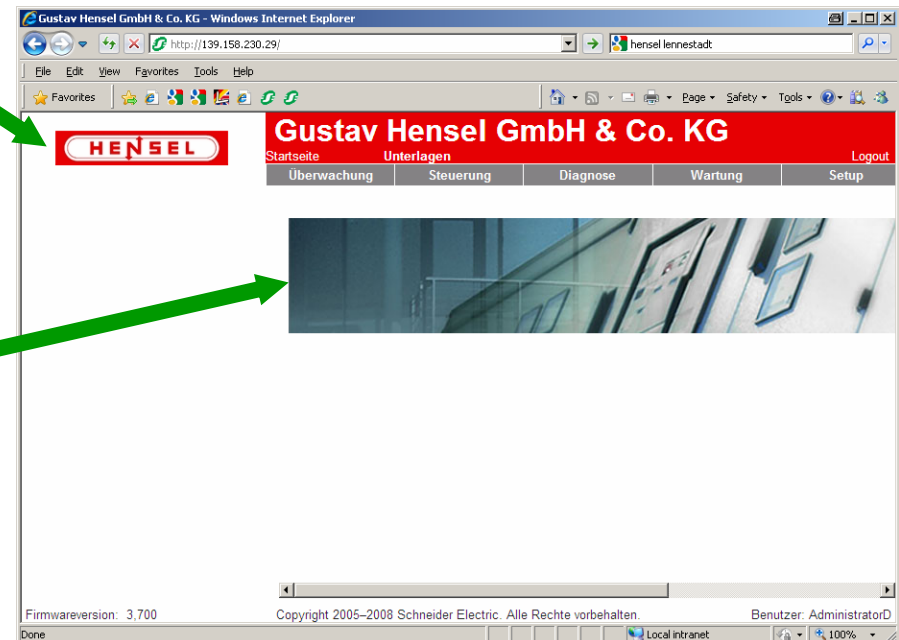 Gustav Hensel GmbH & Co. KG - Windows Internet Explorer
http://139.158.230.29/
hensel lennestadt
File Edit View Favorites Tools Help
Favorites
Page Safety Tools
HENSEL
Gustav Hensel GmbH & Co. KG
Startseite Unterlagen Logout
Überwachung Steuerung Diagnose Wartung Setup
Firmwareversion: 3,700 Copyright 2005–2008 Schneider Electric. Alle Rechte vorbehalten. Benutzer: AdministratorD
Done Local intranet 100%